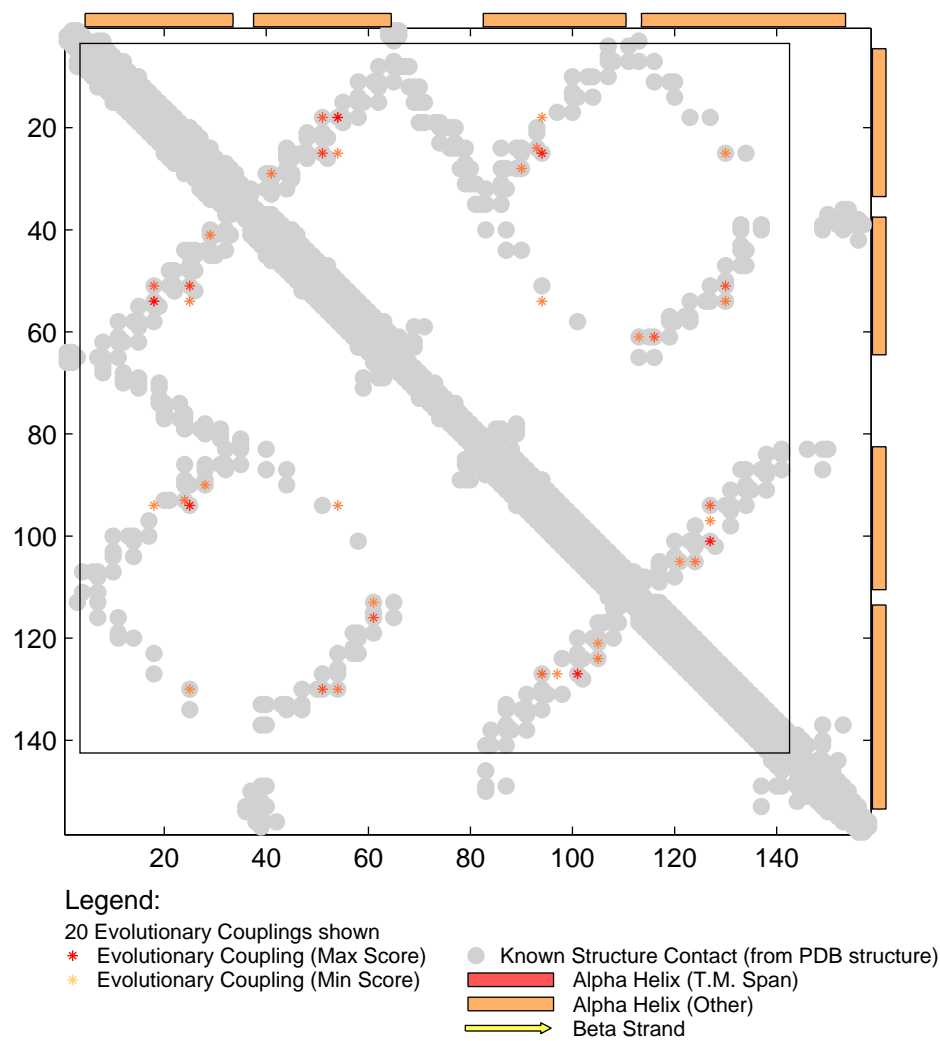 20
40
60
80
100
120
140
20 40 60 80 100 120 140
Legend:
20 Evolutionary Couplings shown
Evolutionary Coupling (Max Score)
Evolutionary Coupling (Min Score)
Known Structure Contact (from PDB structure)
Alpha Helix (T.M. Span)
Alpha Helix (Other)
Beta Strand